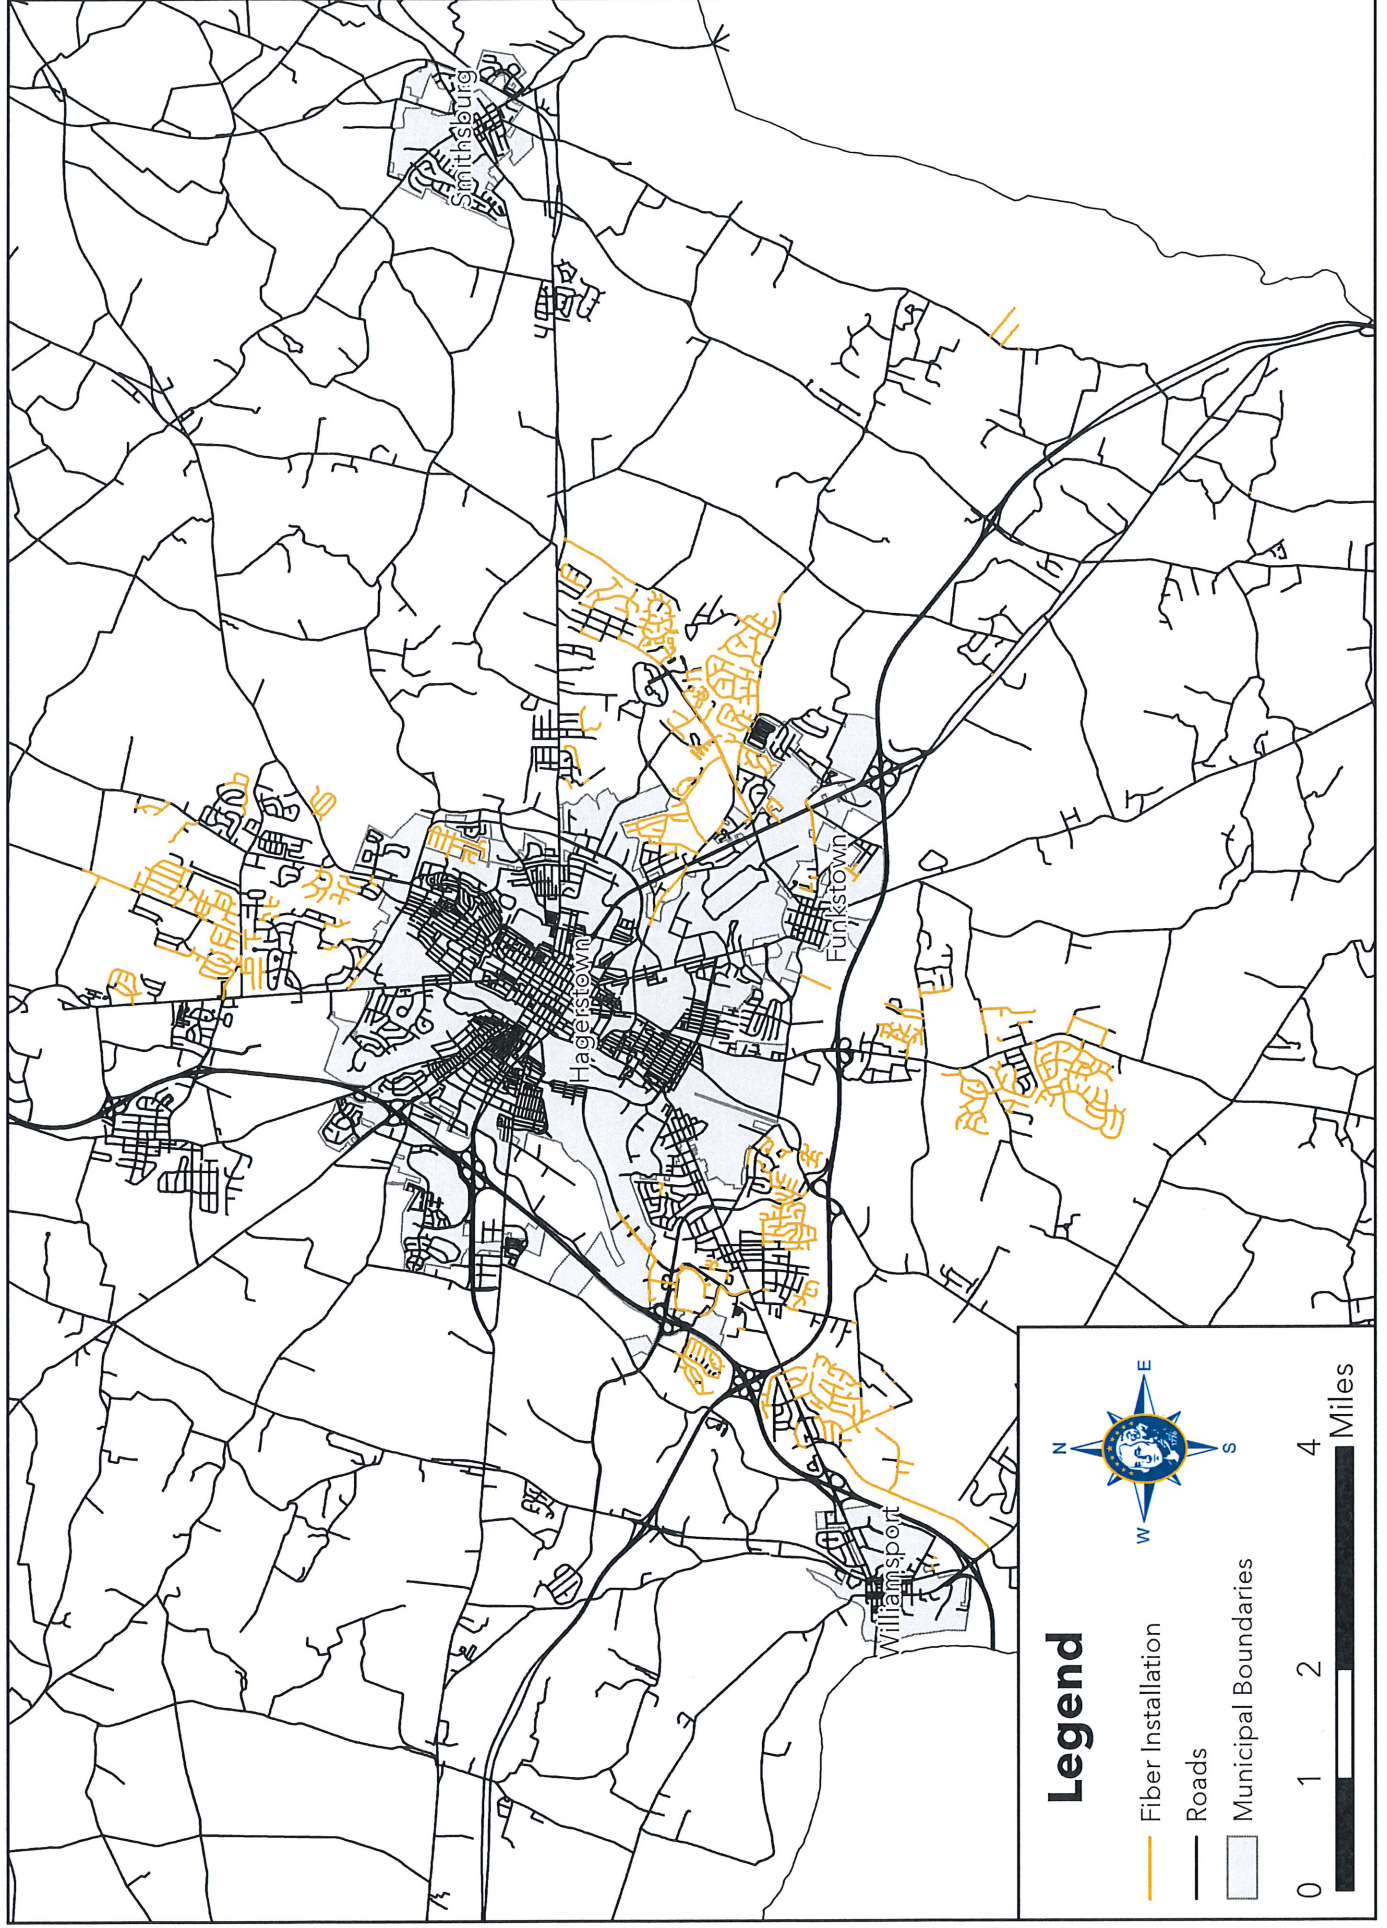 Smithsburg
Hagerstown
Funkstown
Williamsport
Legend
Fiber Installation
Roads
Municipal Boundaries
N
W
E
S
0
1
2
4
Miles